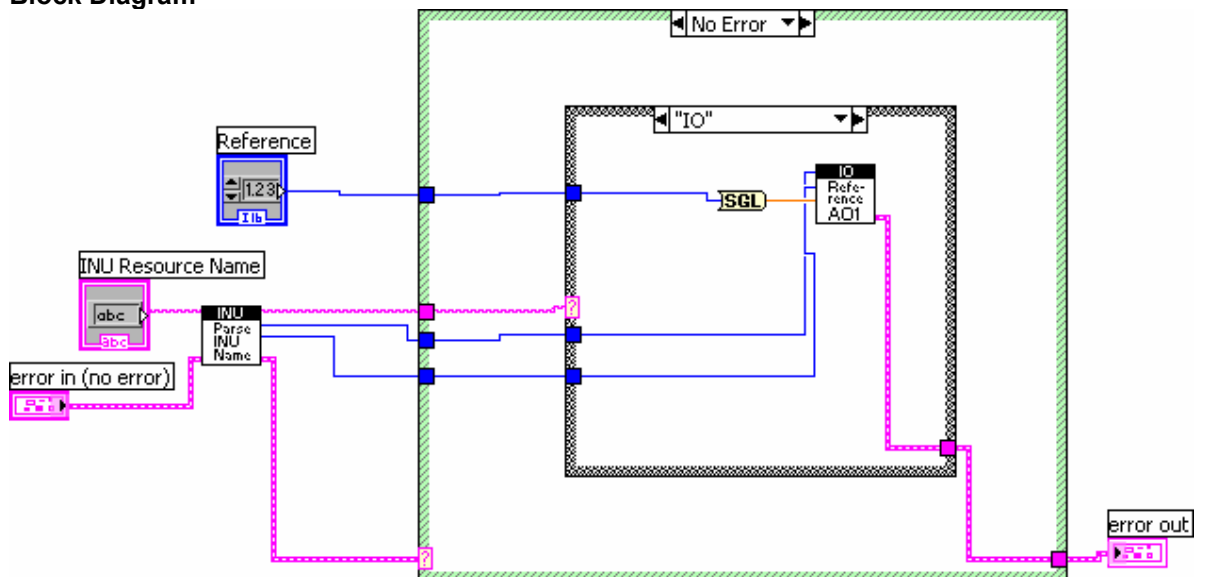 Block Diagram
No Error
"IO"
Reference
1.23
I16
IO
Refe-
rence
AO1
SGL
INU Resource Name
abc
abc
INU
Parse
INU
Name
?
error in (no error)
?
error out